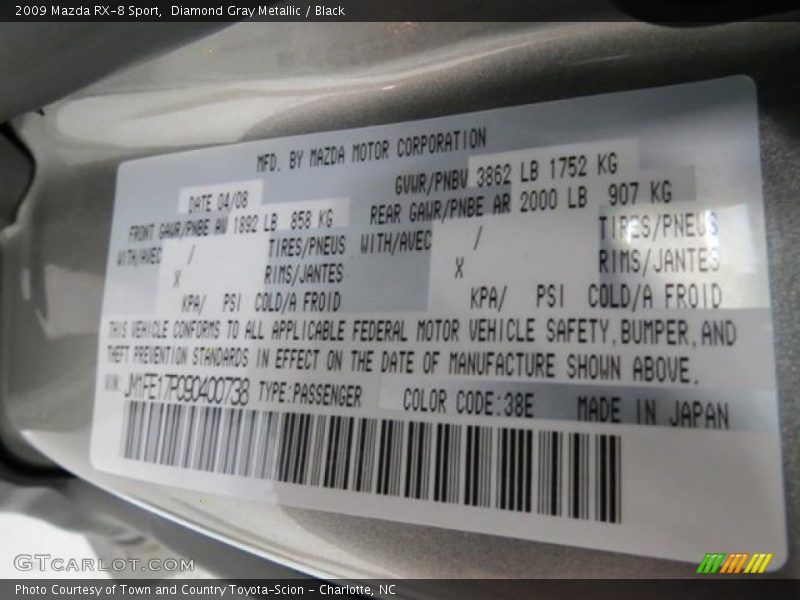 2009 Mazda RX-8 Sport, Diamond Gray Metallic / Black
MFD. BY MAZDA MOTOR CORPORATION
DATE 04/08 GVWR/PNBV 3862 LB 1752 KG
FRONT GAWR/PNBE AV 1892 LB 858 KG REAR GAWR/PNBE AR 2000 LB 907 KG
WITH/AVEC / TIRES/PNEUS WITH/AVEC / TIRES/PNEUS
X RIMS/JANTES X RIMS/JANTES
KPA/ PSI COLD/A FROID KPA/ PSI COLD/A FROID
THIS VEHICLE CONFORMS TO ALL APPLICABLE FEDERAL MOTOR VEHICLE SAFETY,BUMPER,AND
THEFT PREVENTION STANDARDS IN EFFECT ON THE DATE OF MANUFACTURE SHOWN ABOVE.
VIN: JM1FE17P090400738 TYPE:PASSENGER COLOR CODE:38E MADE IN JAPAN
GTCarLot.com
Photo Courtesy of Town and Country Toyota-Scion - Charlotte, NC